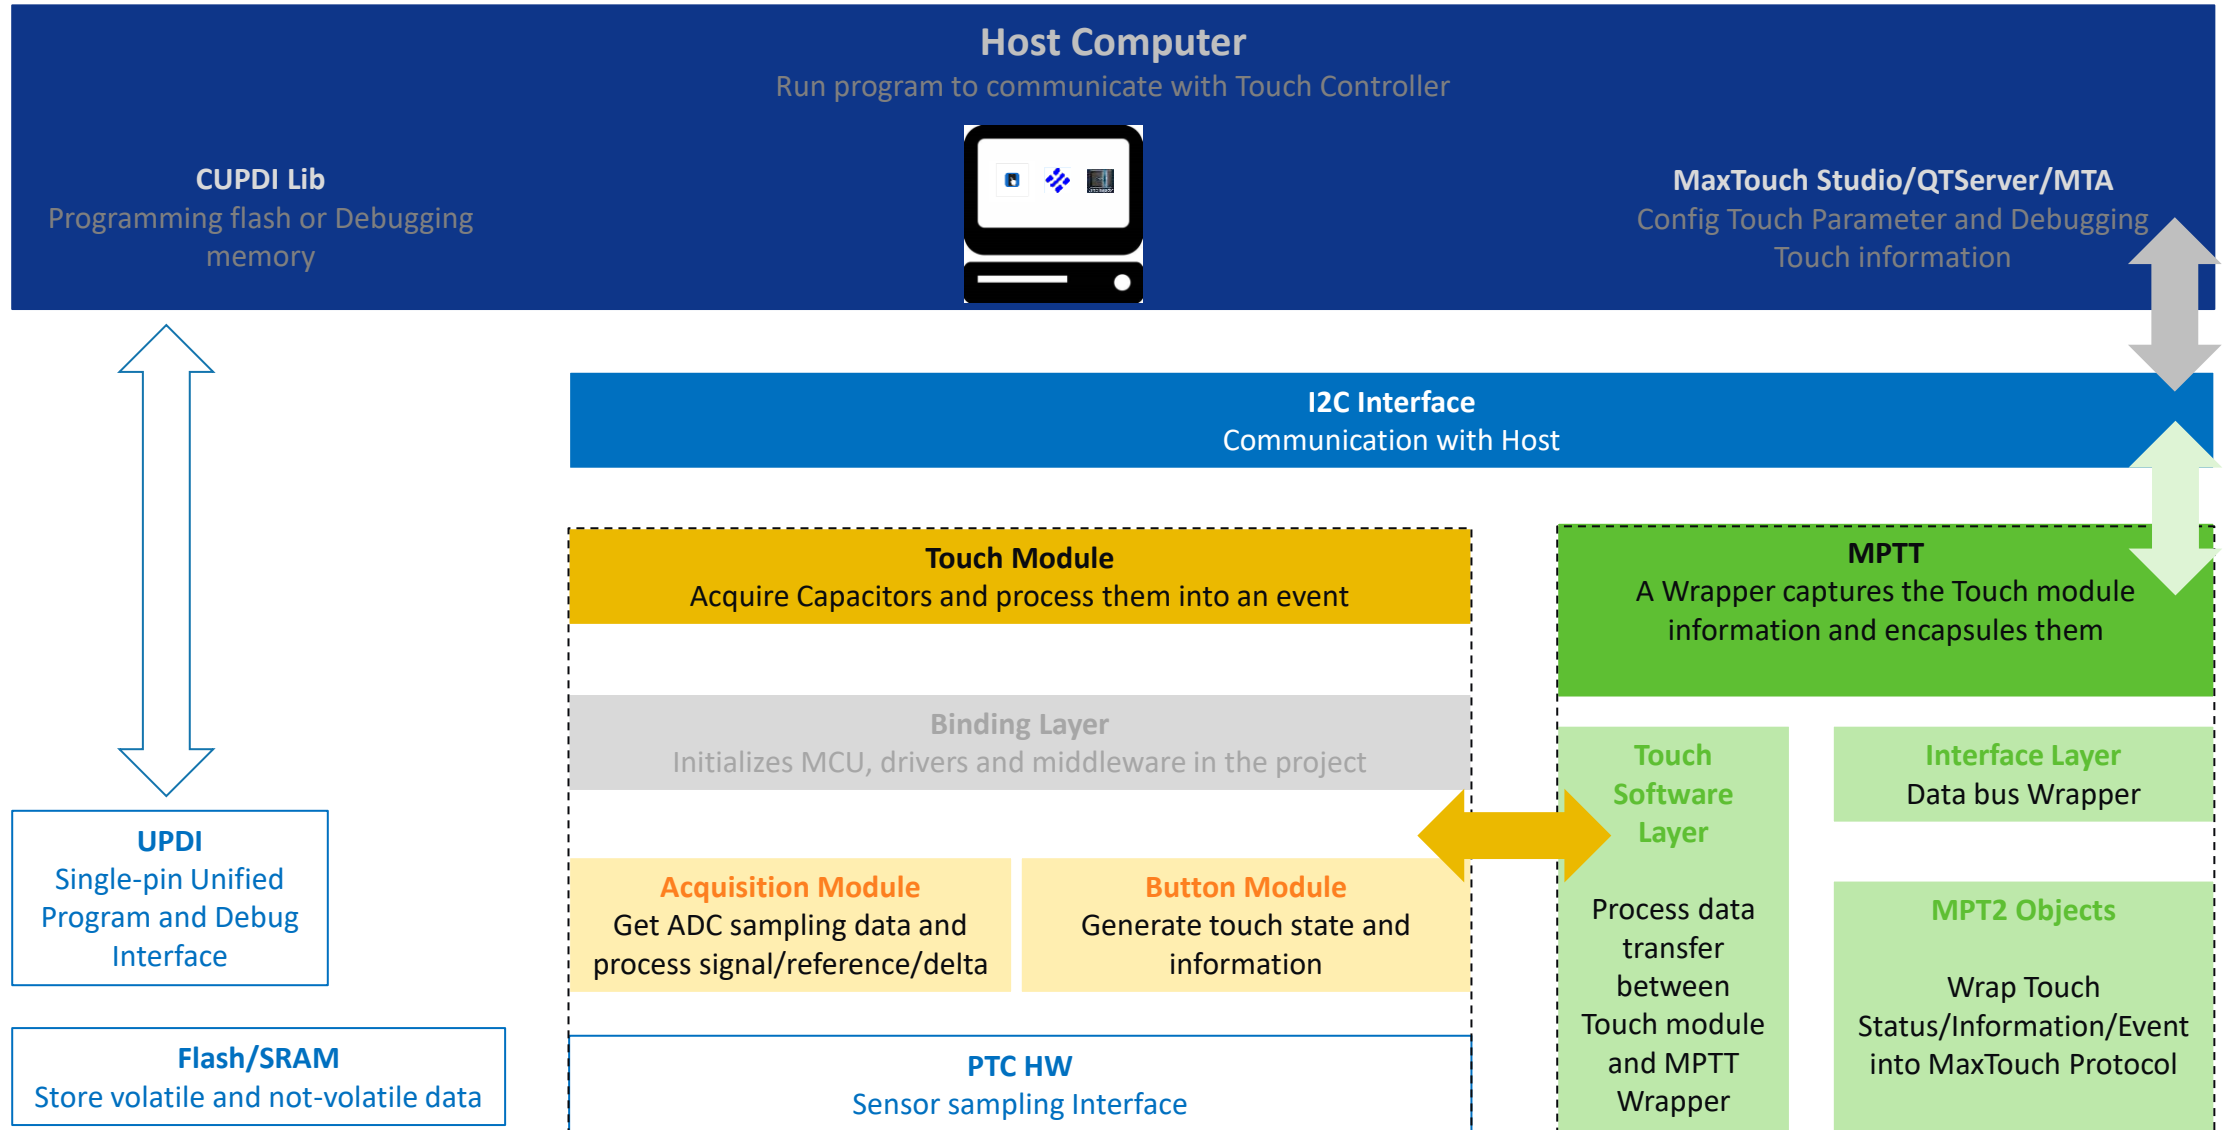 Host Computer
Run program to communicate with Touch Controller
CUPDI Lib
Programming flash or Debugging
memory
MaxTouch Studio/QTServer/MTA
Config Touch Parameter and Debugging
Touch information
I2C Interface
Communication with Host
Touch Module
Acquire Capacitors and process them into an event
MPTT
A Wrapper captures the Touch module
information and encapsules them
Binding Layer
Initializes MCU, drivers and middleware in the project
Touch
Software
Layer
Process data
transfer
between
Touch module
and MPTT
Wrapper
Interface Layer
Data bus Wrapper
UPDI
Single-pin Unified
Program and Debug
Interface
Acquisition Module
Get ADC sampling data and
process signal/reference/delta
Button Module
Generate touch state and
information
MPT2 Objects
Wrap Touch
Status/Information/Event
into MaxTouch Protocol
Flash/SRAM
Store volatile and not-volatile data
PTC HW
Sensor sampling Interface